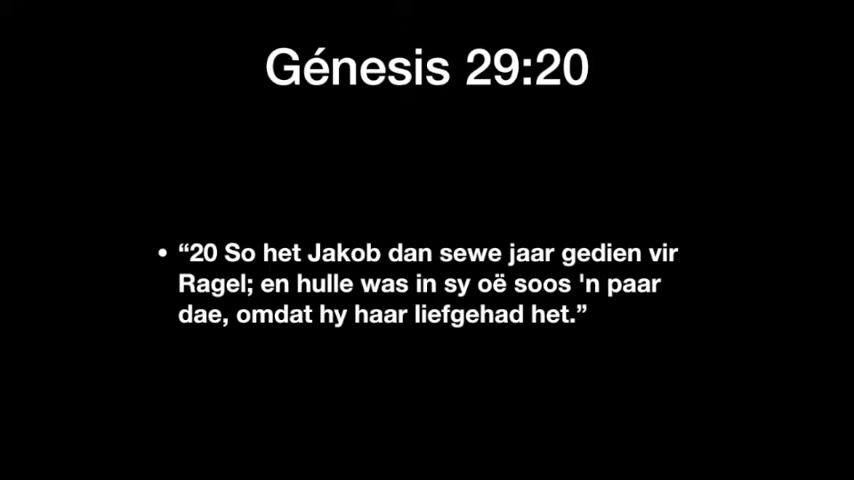 Génesis 29:20
• “20 So het Jakob dan sewe jaar gedien vir
Ragel; en hulle was in sy oë soos 'n paar
dae, omdat hy haar liefgehad het.”